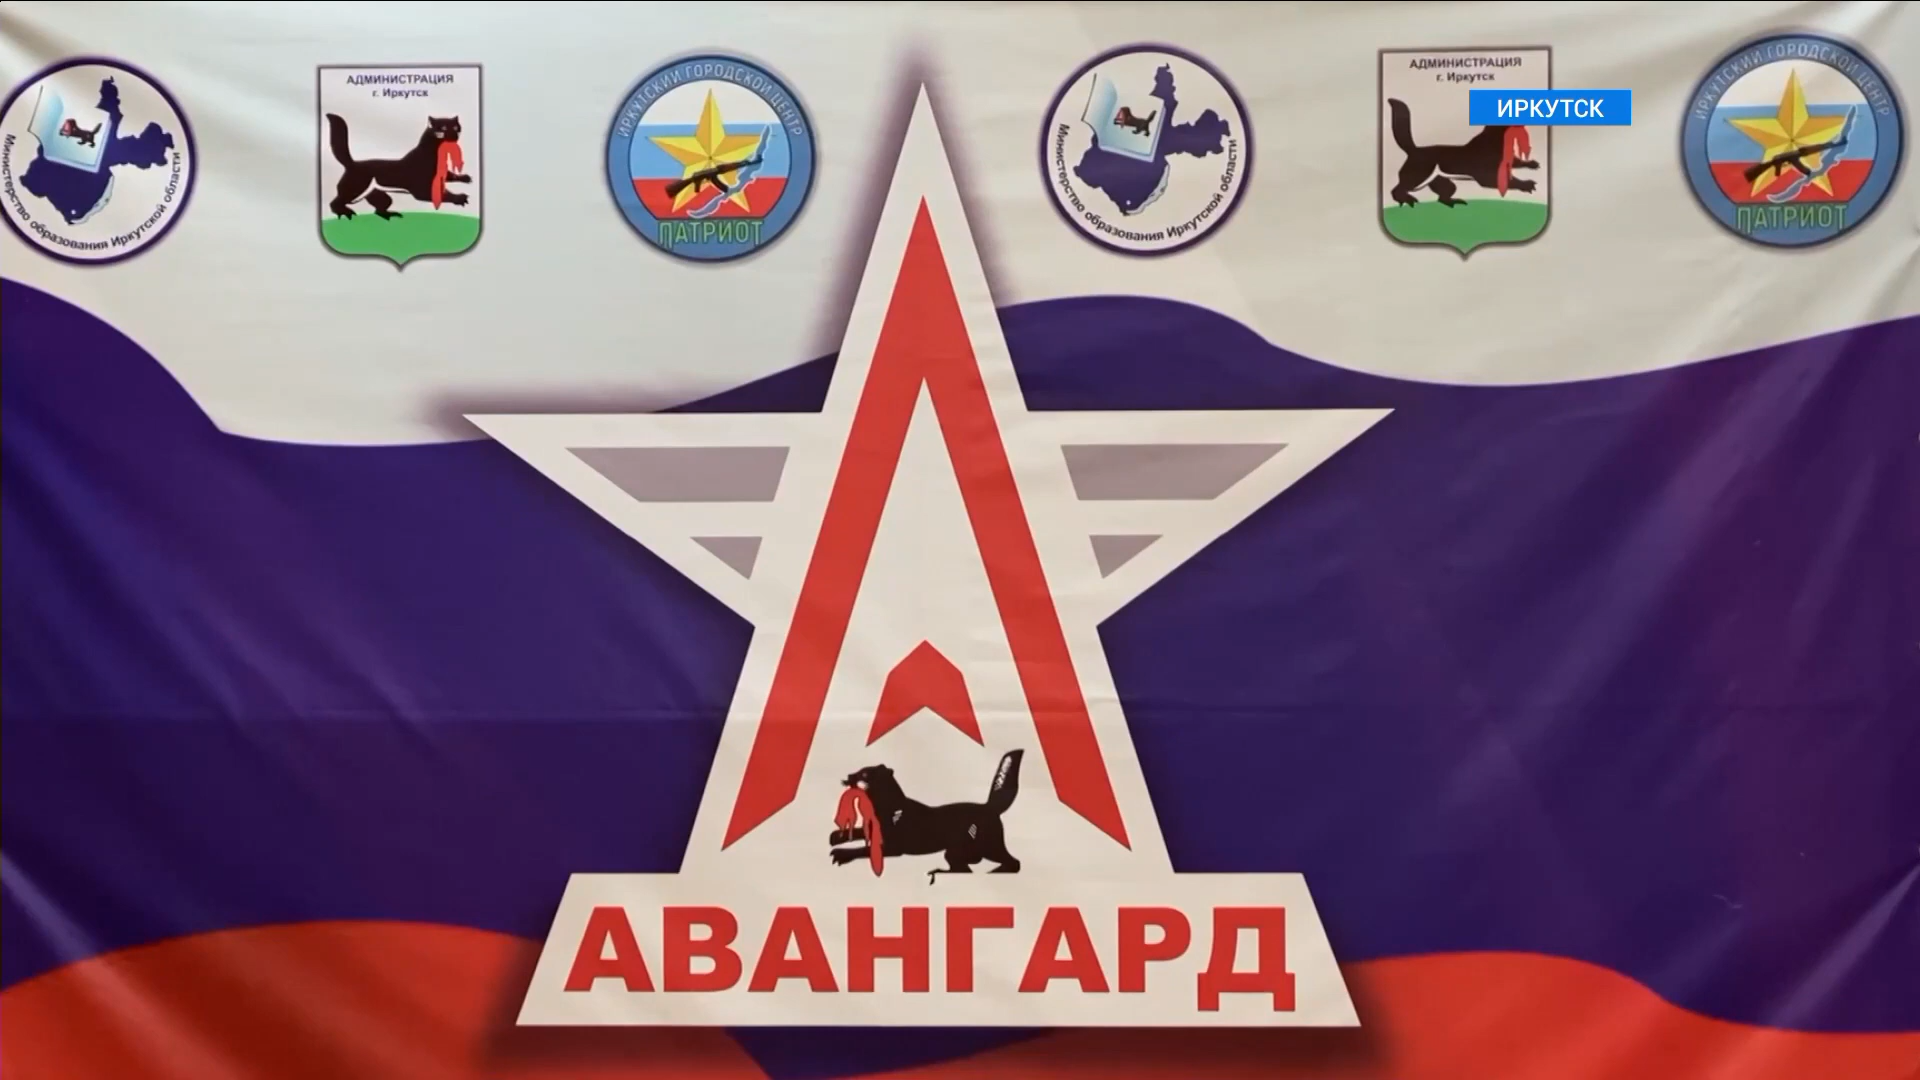 Министерство образования Иркутской области
АДМИНИСТРАЦИЯ
г. Иркутск
ИРКУТСКИЙ ГОРОДСКОЙ ЦЕНТР
ПАТРИОТ
Министерство образования Иркутской области
АДМИНИСТРАЦИЯ
г. Иркутск
ИРКУТСК
ИРКУТСКИЙ ГОРОДСКОЙ ЦЕНТР
ПАТРИОТ
АВАНГАРД